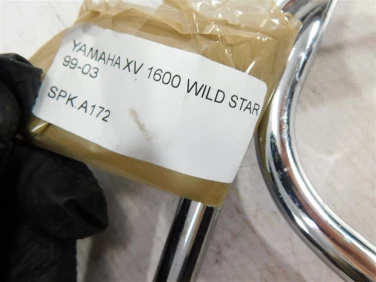 YAMAHA XV 1600 WILD STAR
99-03
SPK.A172